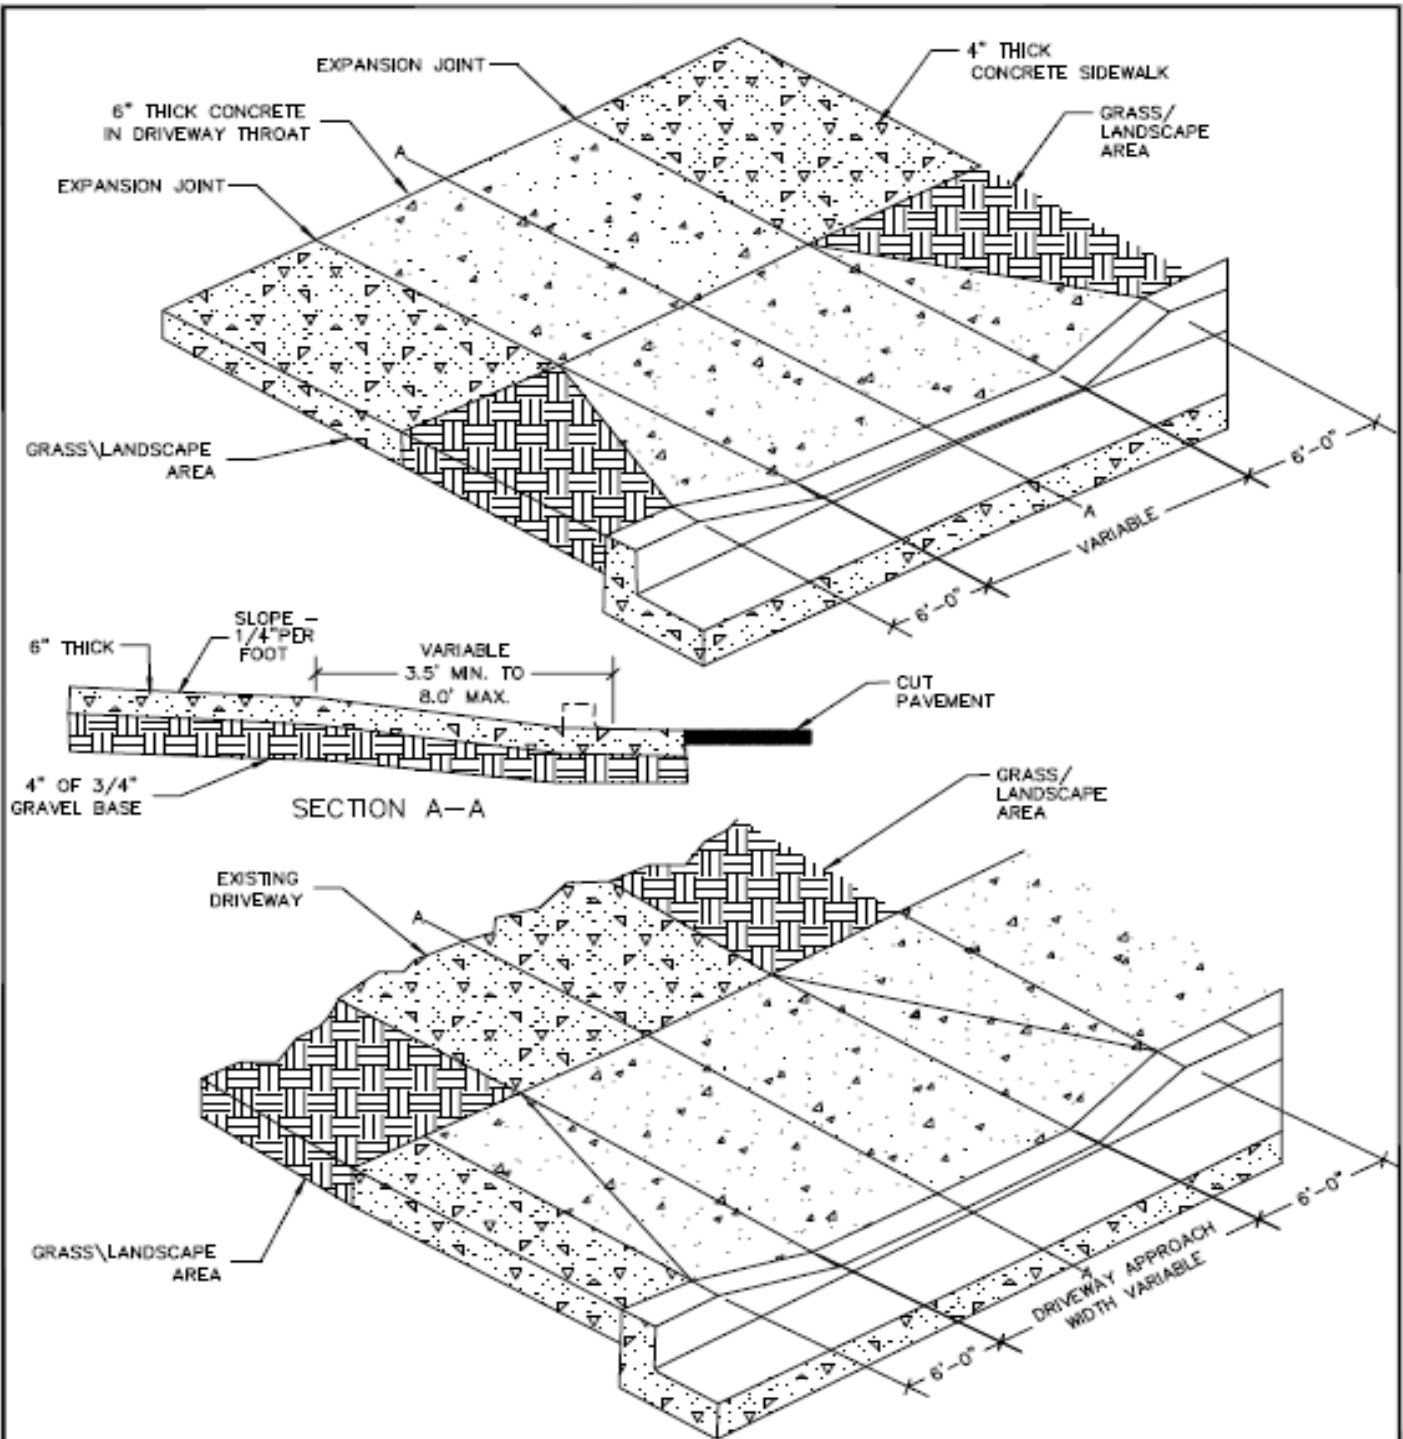 EXPANSION JOINT
4" THICK
CONCRETE SIDEWALK
6" THICK CONCRETE
IN DRIVEWAY THROAT
GRASS/
LANDSCAPE
AREA
A
EXPANSION JOINT
GRASS\LANDSCAPE
AREA
6'-0"
A
VARIABLE
6'-0"
SLOPE -
1/4"PER
FOOT
6" THICK
VARIABLE
3.5' MIN. TO
8.0' MAX.
CUT
PAVEMENT
4" OF 3/4"
GRAVEL BASE
SECTION A-A
GRASS/
LANDSCAPE
AREA
EXISTING
DRIVEWAY
A
GRASS\LANDSCAPE
AREA
6'-0"
A
DRIVEWAY APPROACH
WIDTH VARIABLE
6'-0"